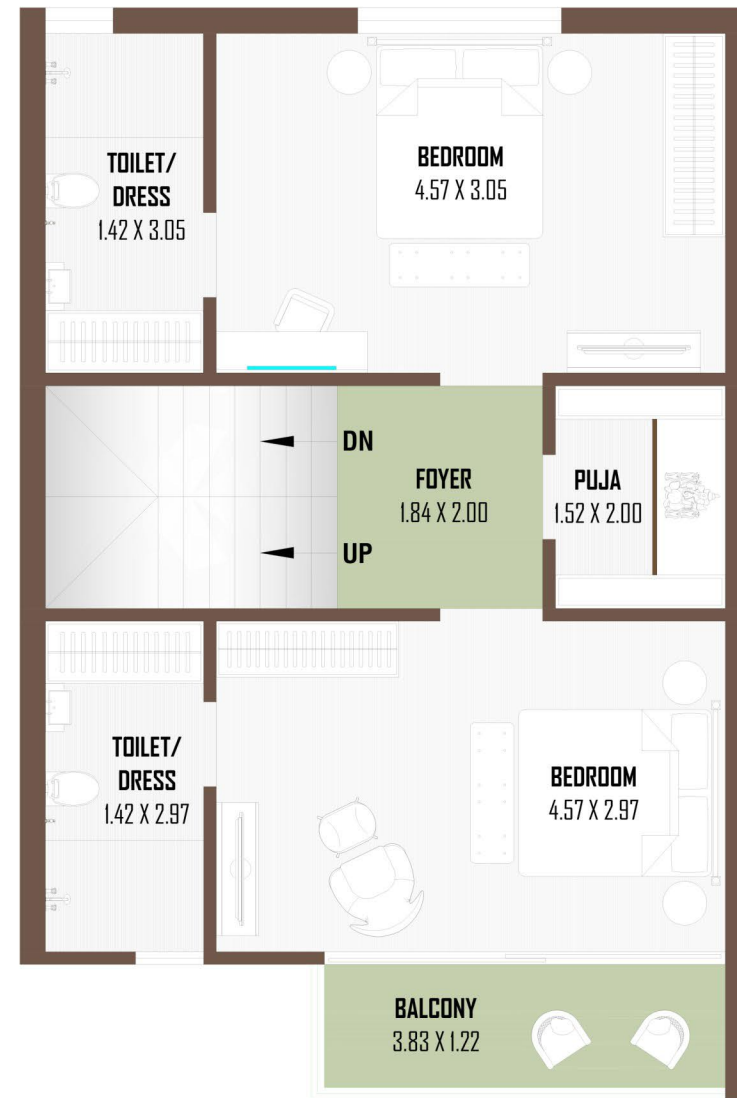 TOILET/
DRESS
1.42 X 3.05
BEDROOM
4.57 X 3.05
DN
UP
FOYER
1.84 X 2.00
PUJA
1.52 X 2.00
TOILET/
DRESS
1.42 X 2.97
BEDROOM
4.57 X 2.97
BALCONY
3.83 X 1.22